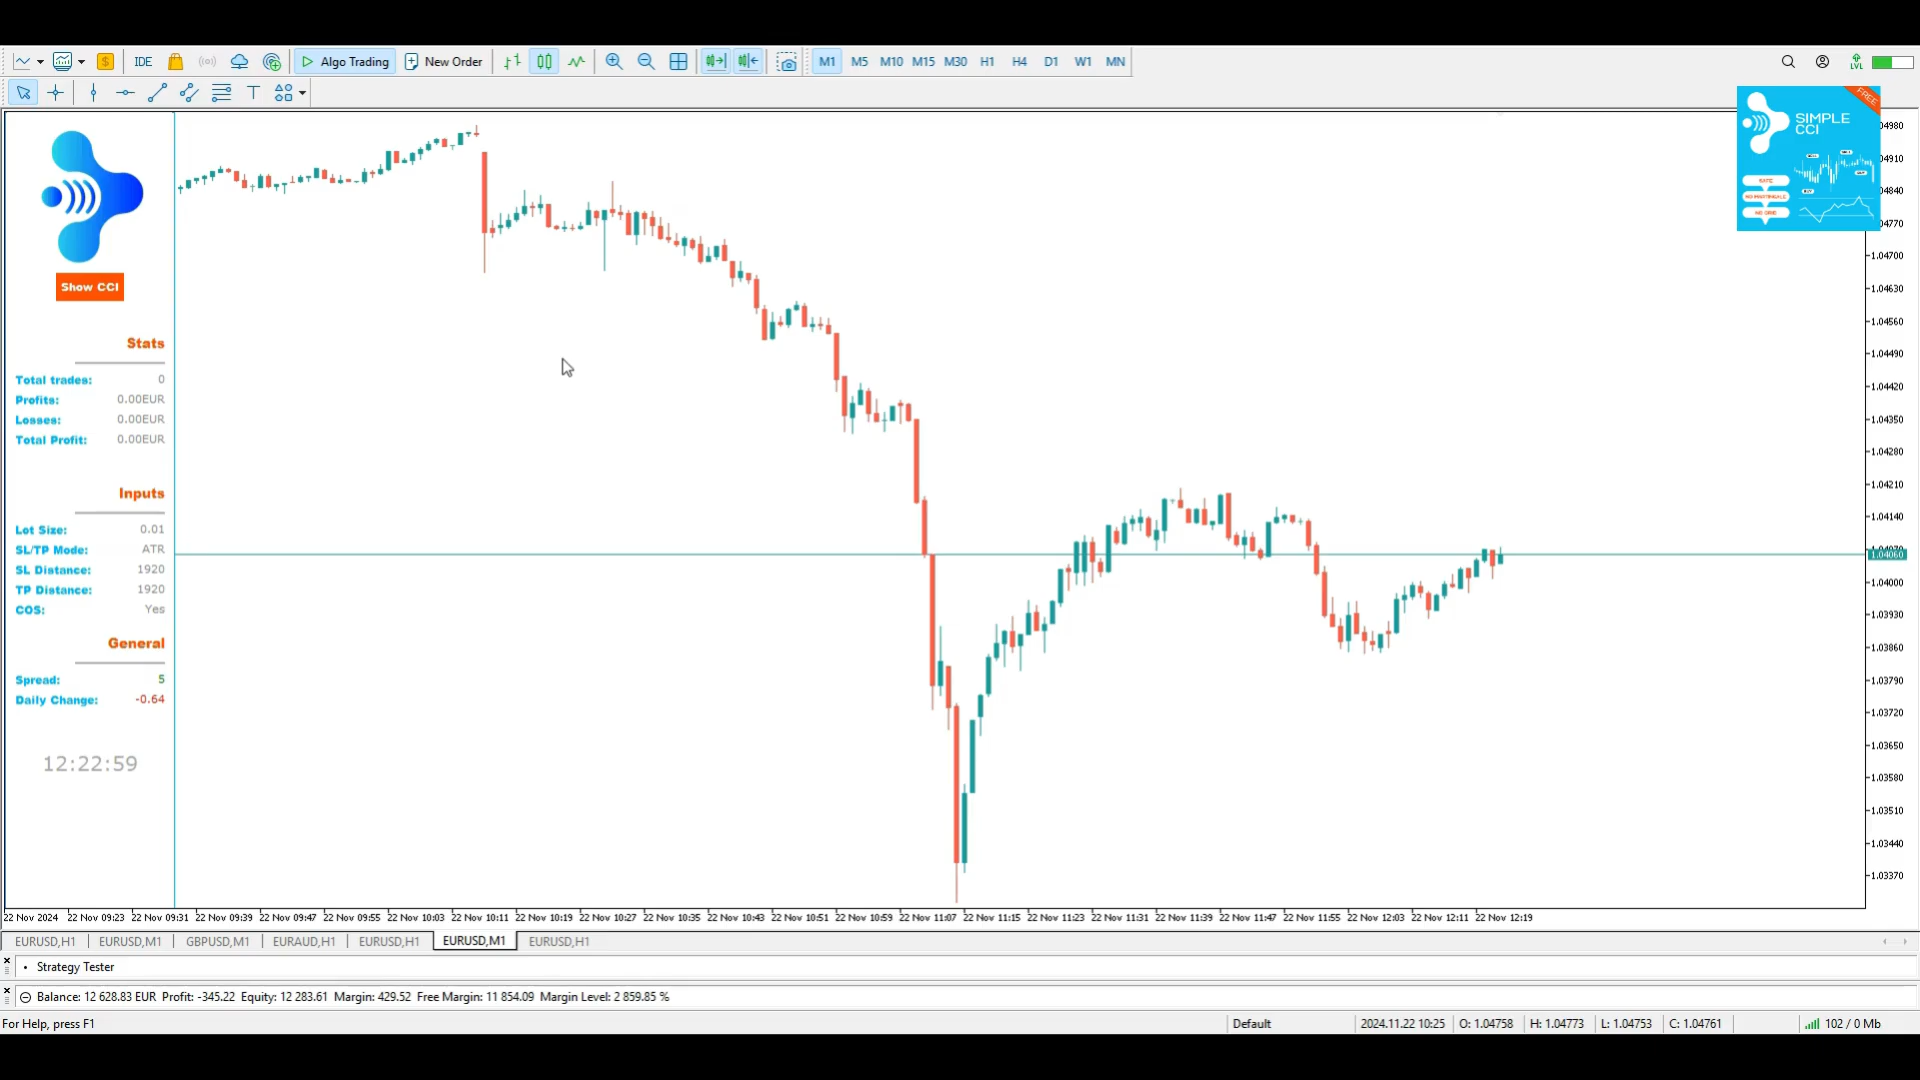 IDE Algo Trading New Order M1 M5 M10 M15 M30 H1 H4 D1 W1 MN LVL
T
FREE
SIMPLE
CCI
SAFE
NO MARTINGALE
NO GRID
Show CCI
Stats
Total trades: 0
Profits: 0.00EUR
Losses: 0.00EUR
Total Profit: 0.00EUR
Inputs
Lot Size: 0.01
SL/TP Mode: ATR
SL Distance: 1920
TP Distance: 1920
COS: Yes
General
Spread: 5
Daily Change: -0.64
12:22:59
1.04700
1.04630
1.04560
1.04490
1.04420
1.04350
1.04280
1.04210
1.04140
1.04060
1.04000
1.03930
1.03860
1.03790
1.03720
1.03650
1.03580
1.03510
1.03440
1.03370
22 Nov 2024 22 Nov 09:23 22 Nov 09:31 22 Nov 09:39 22 Nov 09:47 22 Nov 09:55 22 Nov 10:03 22 Nov 10:11 22 Nov 10:19 22 Nov 10:27 22 Nov 10:35 22 Nov 10:43 22 Nov 10:51 22 Nov 10:59 22 Nov 11:07 22 Nov 11:15 22 Nov 11:23 22 Nov 11:31 22 Nov 11:39 22 Nov 11:47 22 Nov 11:55 22 Nov 12:03 22 Nov 12:11 22 Nov 12:19
EURUSD,H1 EURUSD,M1 GBPUSD,M1 EURAUD,H1 EURUSD,H1 EURUSD,M1 EURUSD,H1
Strategy Tester
Balance: 12 628.83 EUR Profit: -345.22 Equity: 12 283.61 Margin: 429.52 Free Margin: 11 854.09 Margin Level: 2 859.85 %
For Help, press F1 Default 2024.11.22 10:25 O: 1.04758 H: 1.04773 L: 1.04753 C: 1.04761 102 / 0 Mb